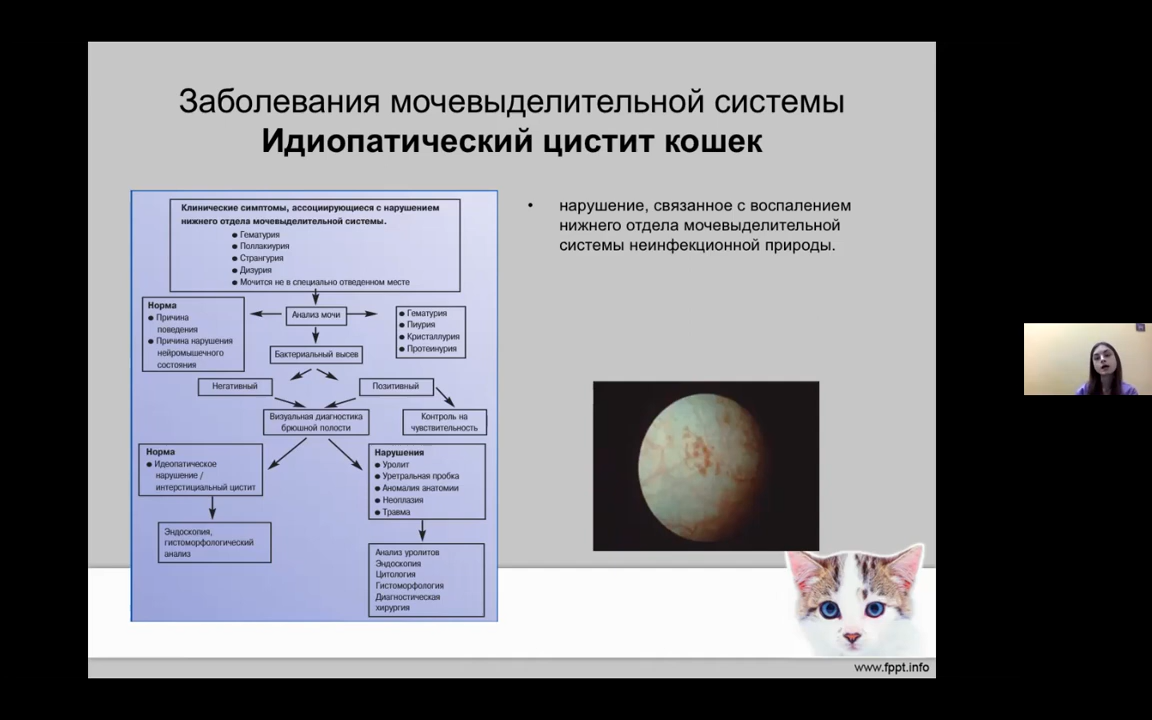 Заболевания мочевыделительной системы
Идиопатический цистит кошек
Клинические симптомы, ассоциирующиеся с нарушением
нижнего отдела мочевыделительной системы.
● Гематурия
● Поллакиурия
● Странгурия
● Дизурия
● Мочится не в специально отведенном месте
Норма
● Причина
поведения
● Причина нарушения
нейромышечного
состояния
Анализ мочи
● Гематурия
● Пиурия
● Кристаллурия
● Протеинурия
Бактериальный высев
Негативный
Позитивный
Визуальная диагностика
брюшной полости
Контроль на
чувствительность
Норма
● Идеопатическое
нарушение /
интерстициальный цистит
Нарушения
● Уролит
● Уретральная пробка
● Аномалия анатомии
● Неоплазия
● Травма
Эндоскопия,
гистоморфологический
анализ
Анализ уролитов
Эндоскопия
Цитология
Гистоморфология
Диагностическая
хирургия
• нарушение, связанное с воспалением
нижнего отдела мочевыделительной
системы неинфекционной природы.
www.fppt.info